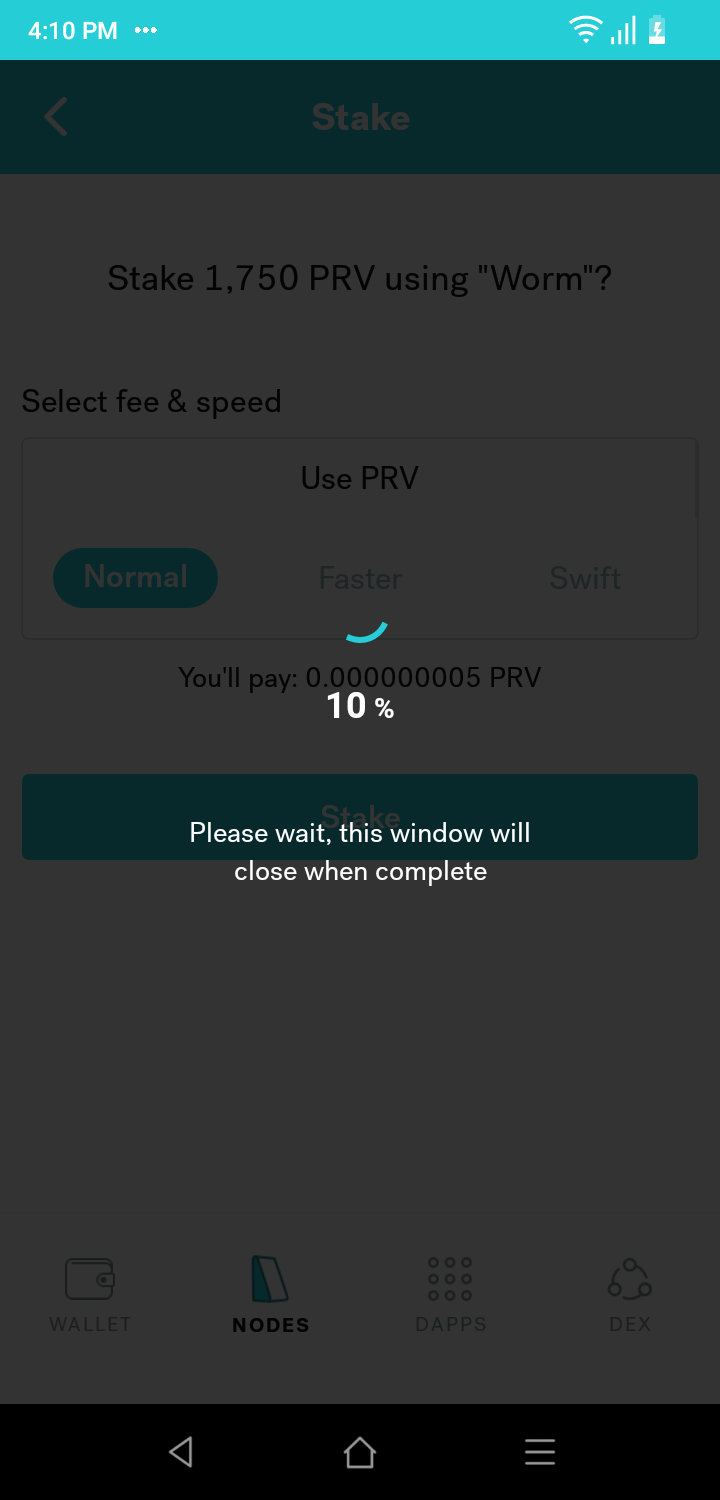 4:10 PM
Stake
Stake 1,750 PRV using "Worm"?
Select fee & speed
Use PRV
Normal Faster Swift
You'll pay: 0.000000005 PRV
10 %
Stake
Please wait, this window will
close when complete
WALLET NODES DAPPS DEX